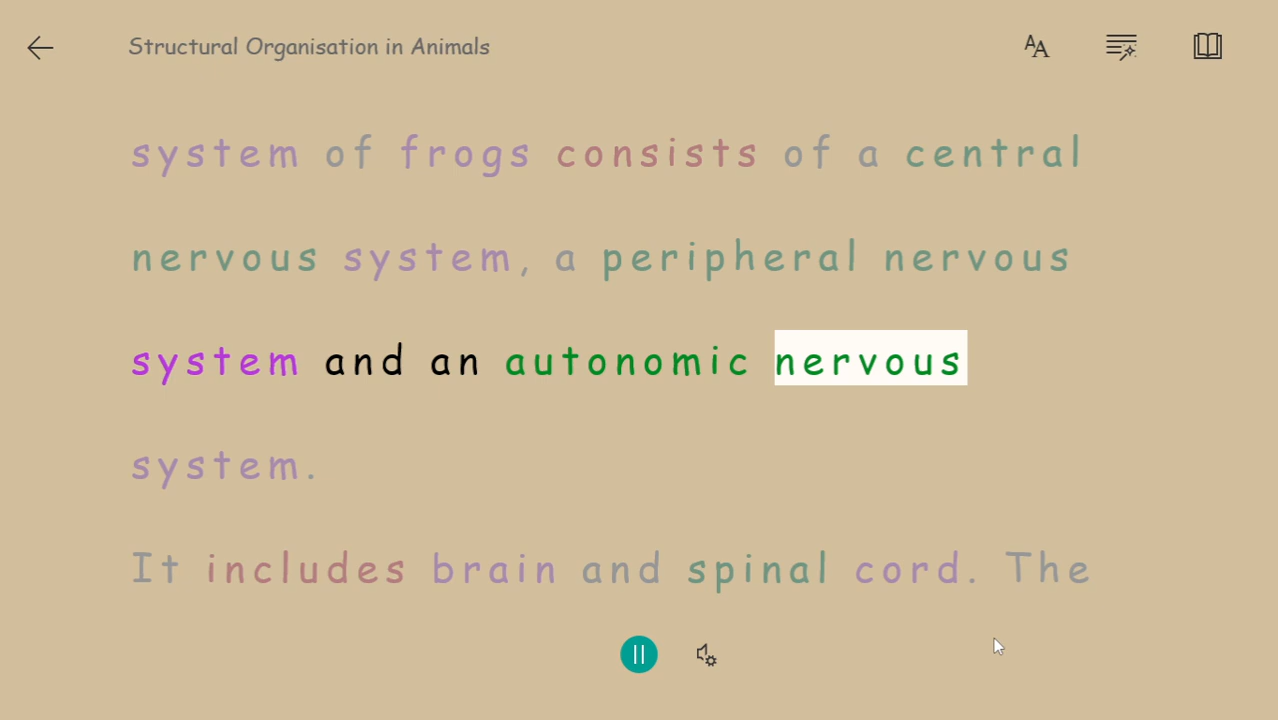 Structural Organisation in Animals
system of frogs consists of a central
nervous system, a peripheral nervous
system and an autonomic nervous
system.
It includes brain and spinal cord. The